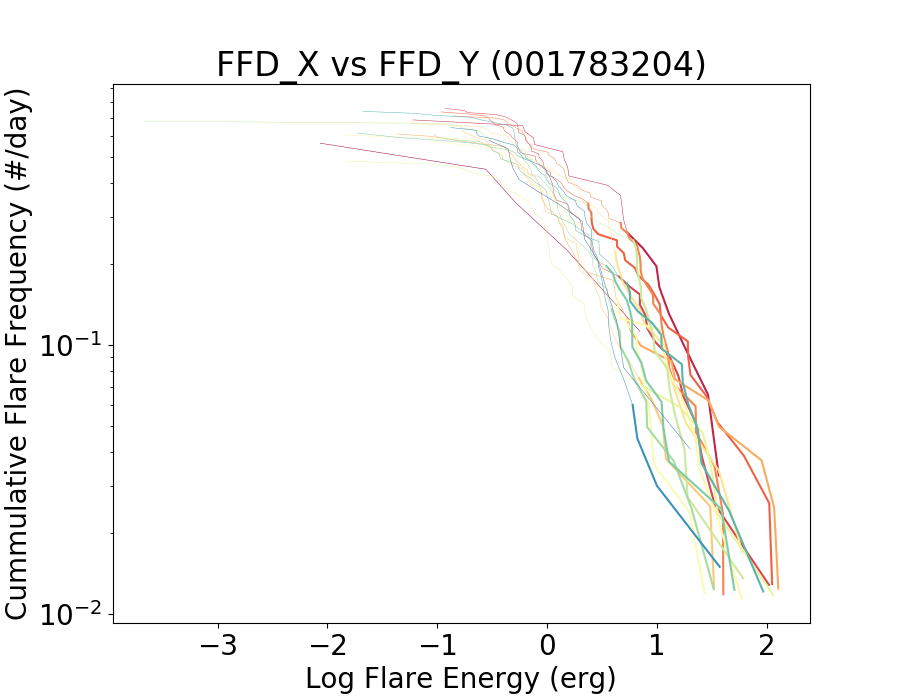 FFD_X vs FFD_Y (001783204)
Cummulative Flare Frequency (#/day)
10⁻¹
10⁻²
−3 −2 −1 0 1 2
Log Flare Energy (erg)